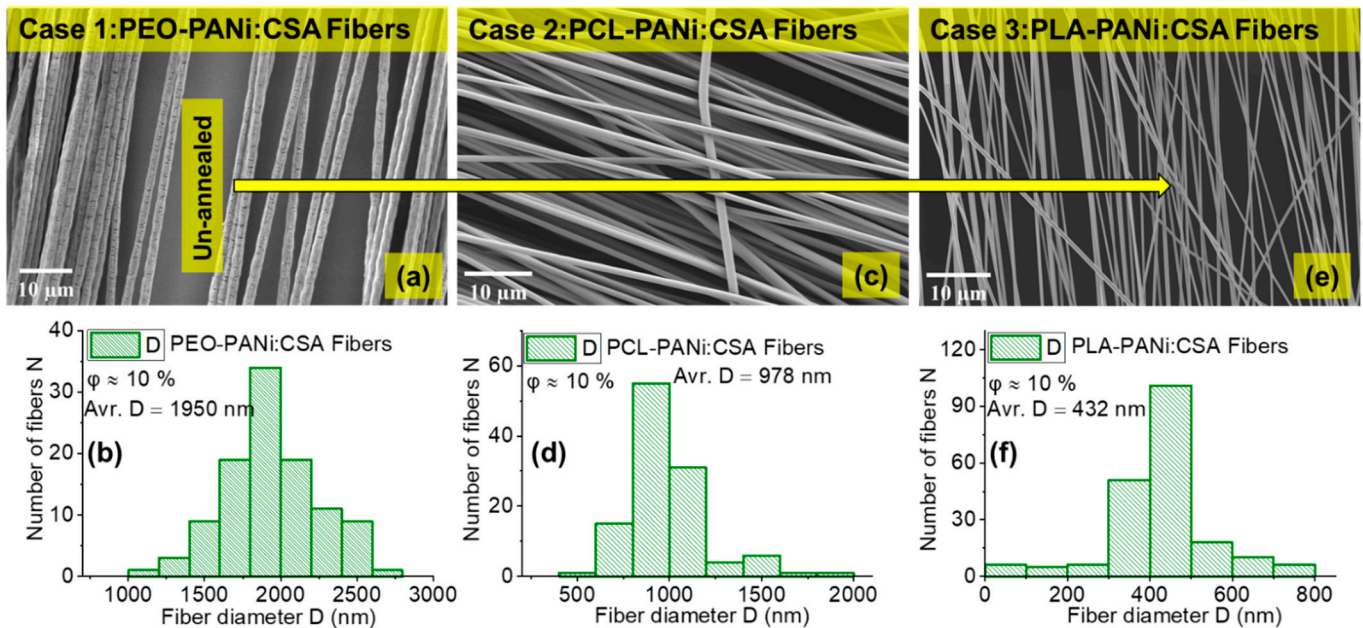 Case 1:PEO-PANi:CSA Fibers
Case 2:PCL-PANi:CSA Fibers
Case 3:PLA-PANi:CSA Fibers
Un-annealed
10 µm
(a)
10 µm
(c)
10 µm
(e)
D PEO-PANi:CSA Fibers
φ ≈ 10 %
Avr. D = 1950 nm
(b)
Number of fibers N
40
30
20
10
0
1000 1500 2000 2500 3000
Fiber diameter D (nm)
D PCL-PANi:CSA Fibers
φ ≈ 10 %
Avr. D = 978 nm
(d)
Number of fibers N
60
40
20
0
500 1000 1500 2000
Fiber diameter D (nm)
D PLA-PANi:CSA Fibers
φ ≈ 10 %
Avr. D = 432 nm
(f)
Number of fibers N
120
90
60
30
0
0 200 400 600 800
Fiber diameter D (nm)